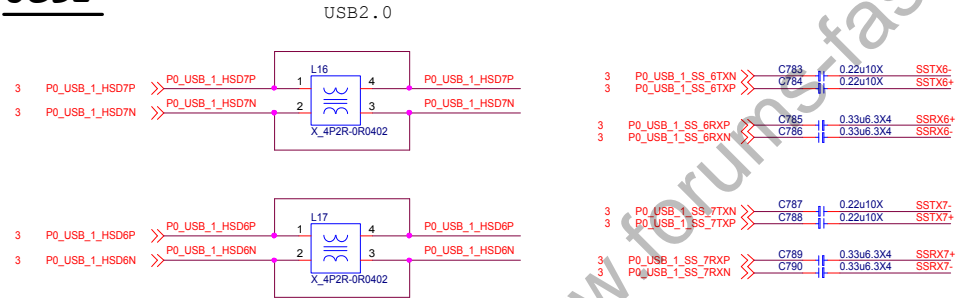 USB2.0
L16
P0_USB_1_HSD7P
1
4
P0_USB_1_HSD7P
3 P0_USB_1_HSD7P
P0_USB_1_HSD7N
2
3
P0_USB_1_HSD7N
3 P0_USB_1_HSD7N
X_4P2R-0R0402
L17
P0_USB_1_HSD6P
1
4
P0_USB_1_HSD6P
3 P0_USB_1_HSD6P
P0_USB_1_HSD6N
2
3
P0_USB_1_HSD6N
3 P0_USB_1_HSD6N
X_4P2R-0R0402
3 P0_USB_1_SS_6TXN C783 0.22u10X SSTX6-
3 P0_USB_1_SS_6TXP C784 0.22u10X SSTX6+
3 P0_USB_1_SS_6RXP C785 0.33u6.3X4 SSRX6+
3 P0_USB_1_SS_6RXN C786 0.33u6.3X4 SSRX6-
3 P0_USB_1_SS_7TXN C787 0.22u10X SSTX7-
3 P0_USB_1_SS_7TXP C788 0.22u10X SSTX7+
3 P0_USB_1_SS_7RXP C789 0.33u6.3X4 SSRX7+
3 P0_USB_1_SS_7RXN C790 0.33u6.3X4 SSRX7-
w.forums-fas